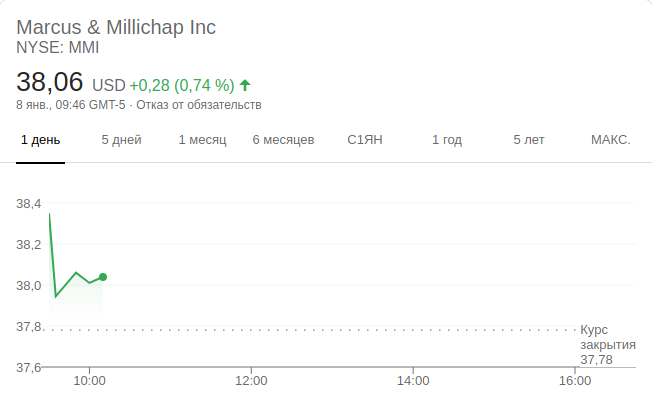 Marcus & Millichap Inc
NYSE: MMI
38,06 USD +0,28 (0,74 %)
8 янв., 09:46 GMT-5 · Отказ от обязательств
1 день 5 дней 1 месяц 6 месяцев С1ЯН 1 год 5 лет МАКС.
38,4
38,2
38,0
37,8
Курс
закрытия
37,78
37,6
10:00 12:00 14:00 16:00